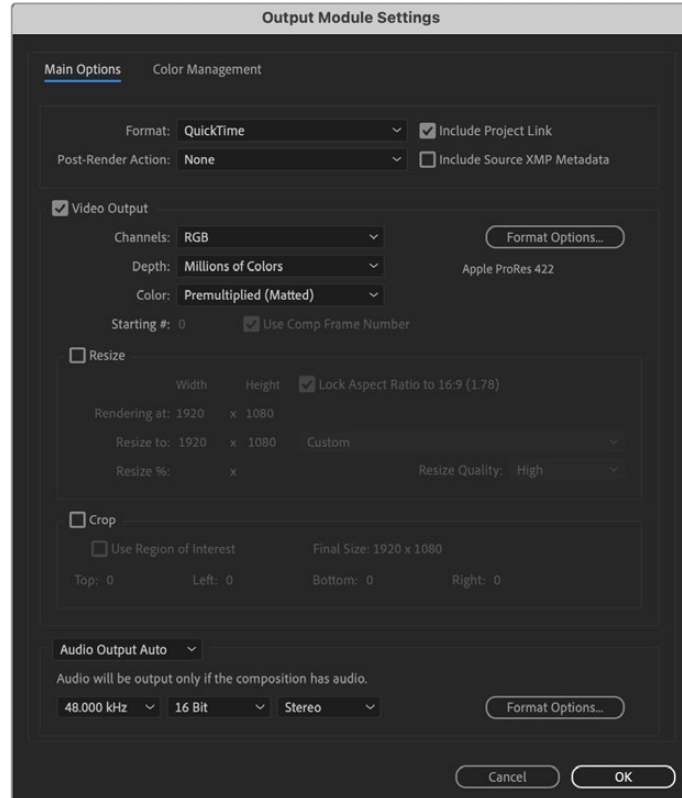 Output Module Settings
Main Options Color Management
Format: QuickTime Include Project Link
Post-Render Action: None Include Source XMP Metadata
Video Output
Channels: RGB Format Options...
Depth: Millions of Colors Apple ProRes 422
Color: Premultiplied (Matted)
Starting #: 0 Use Comp Frame Number
Resize
Width Height Lock Aspect Ratio to 16:9 (1.78)
Rendering at: 1920 x 1080
Resize to: 1920 x 1080 Custom
Resize %: x Resize Quality: High
Crop
Use Region of Interest Final Size: 1920 x 1080
Top: 0 Left: 0 Bottom: 0 Right: 0
Audio Output Auto
Audio will be output only if the composition has audio.
48.000 kHz 16 Bit Stereo Format Options...
Cancel OK